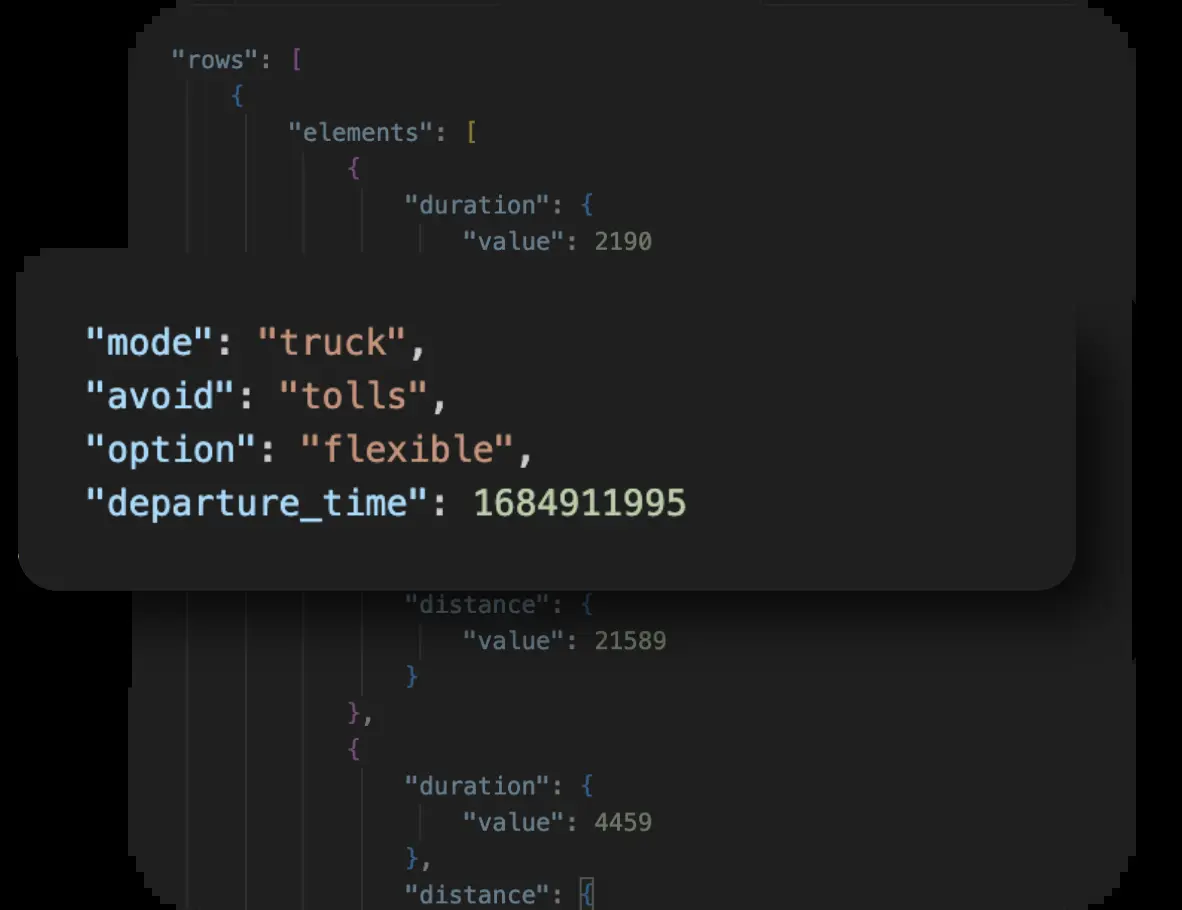 "rows": [
{
"elements": [
{
"duration": {
"value": 2190
"mode": "truck",
"avoid": "tolls",
"option": "flexible",
"departure_time": 1684911995
"distance": {
"value": 21589
}
},
{
"duration": {
"value": 4459
},
"distance": {